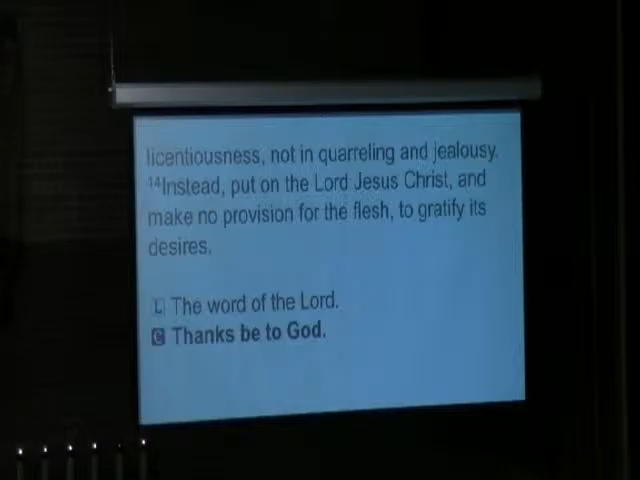 licentiousness, not in quarreling and jealousy.
14Instead, put on the Lord Jesus Christ, and
make no provision for the flesh, to gratify its
desires.
L The word of the Lord.
C Thanks be to God.